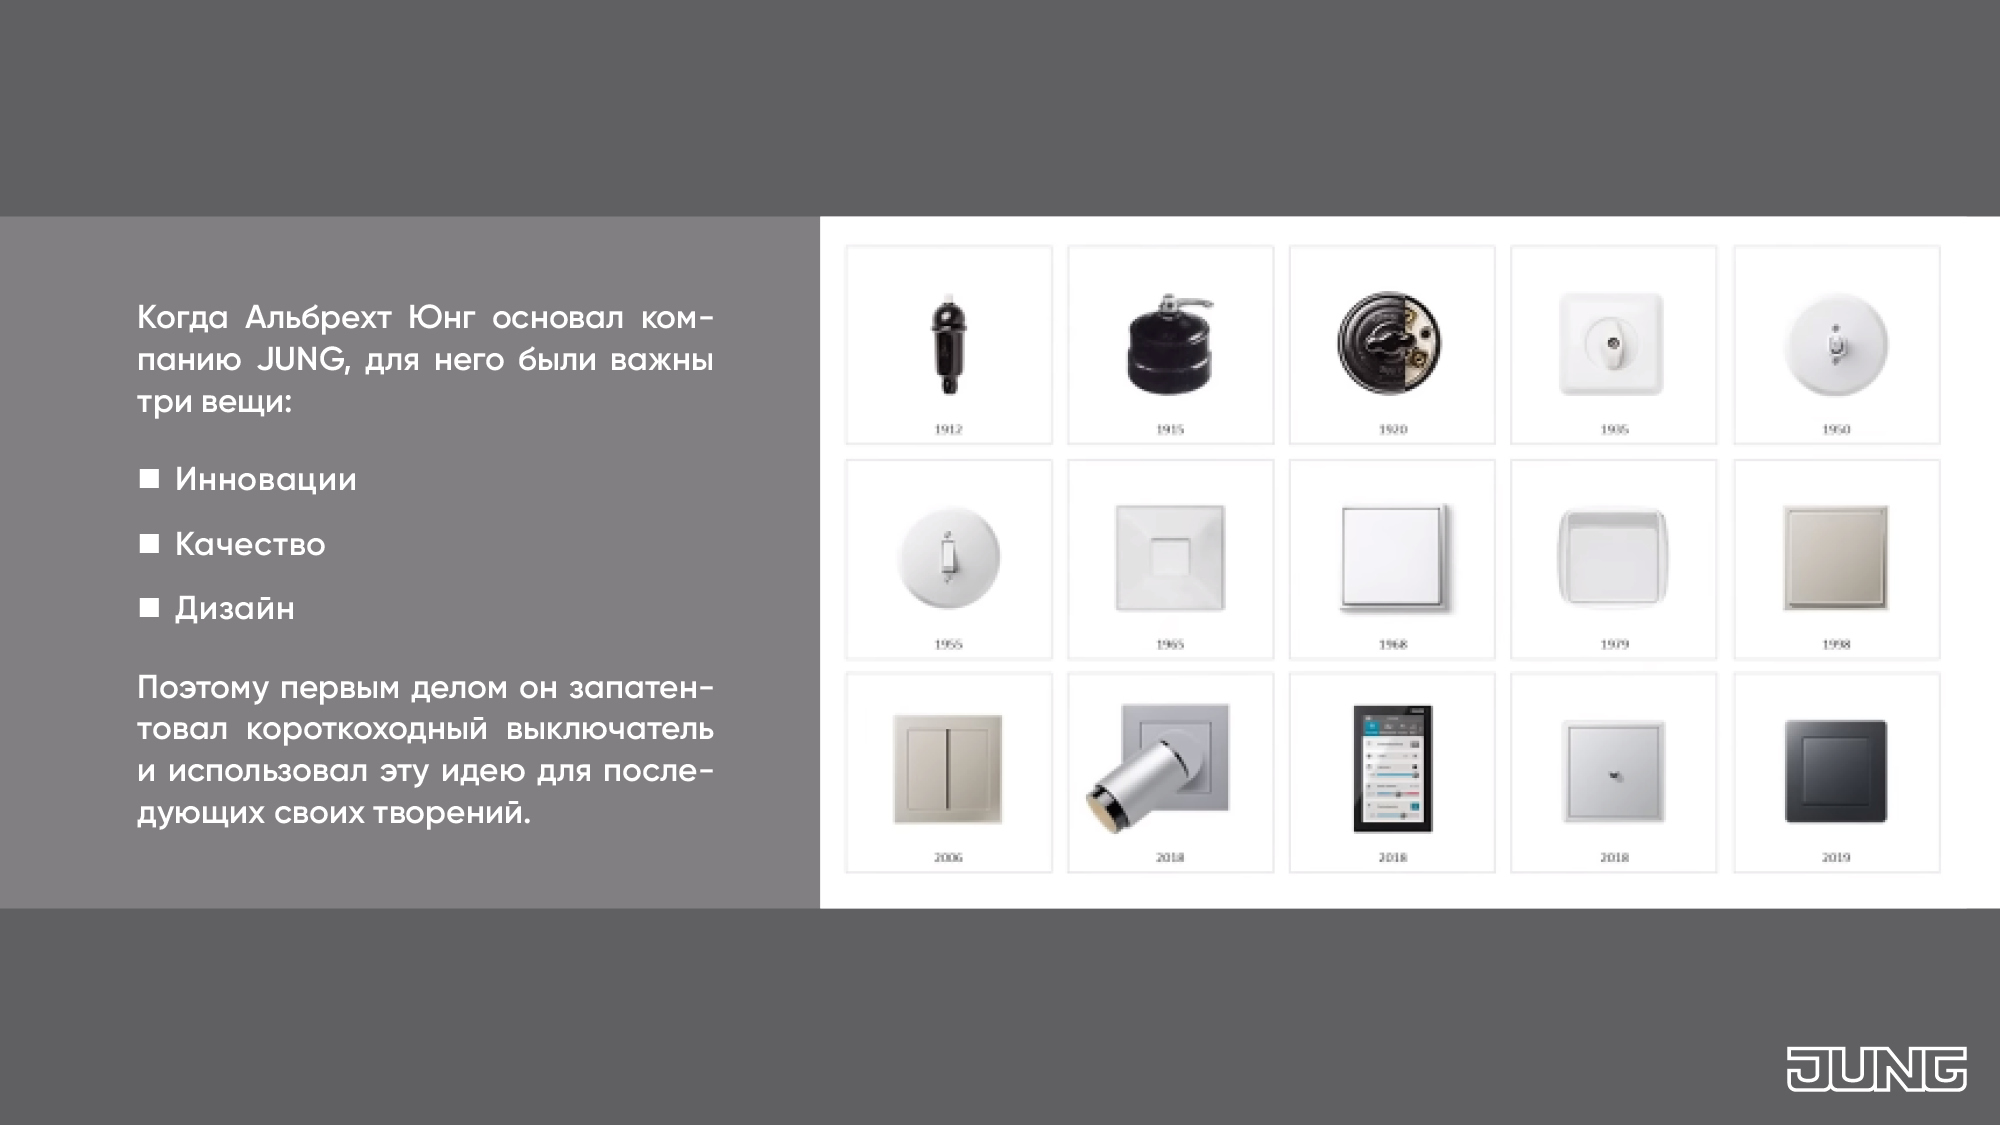 Когда Альбрехт Юнг основал ком-
панию JUNG, для него были важны
три вещи:
■ Инновации
■ Качество
■ Дизайн
Поэтому первым делом он запатен-
товал короткоходный выключатель
и использовал эту идею для после-
дующих своих творений.
1912
1915
1920
1935
1950
1955
1965
1968
1979
1998
2006
2018
2018
2018
2019
JUNG